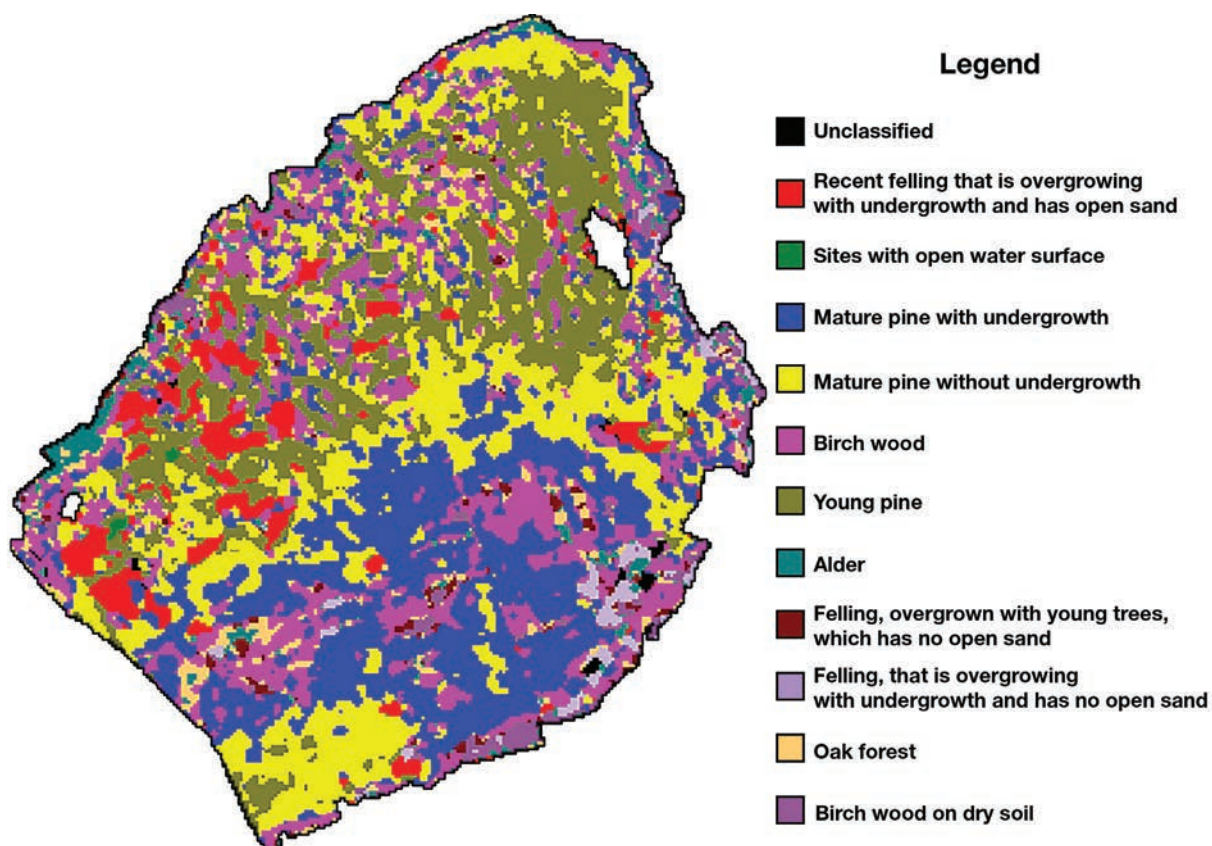 Legend
Unclassified
Recent felling that is overgrowing
with undergrowth and has open sand
Sites with open water surface
Mature pine with undergrowth
Mature pine without undergrowth
Birch wood
Young pine
Alder
Felling, overgrown with young trees,
which has no open sand
Felling, that is overgrowing
with undergrowth and has no open sand
Oak forest
Birch wood on dry soil